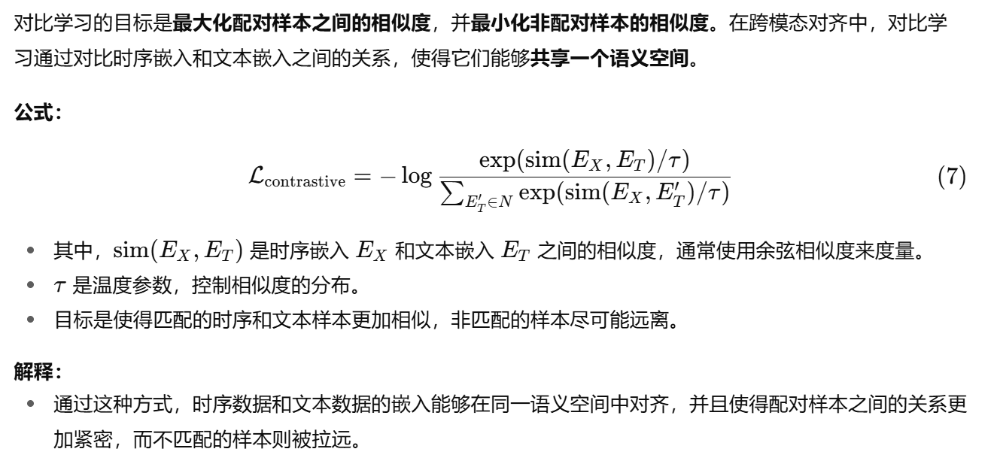 对比学习的目标是最大化配对样本之间的相似度，并最小化非配对样本的相似度。在跨模态对齐中，对比学
习通过对比时序嵌入和文本嵌入之间的关系，使得它们能够共享一个语义空间。
公式：
$$\mathcal{L}_{\text{contrastive}} = -\log \frac{\exp(\text{sim}(E_X, E_T)/\tau)}{\sum_{E'_T \in N} \exp(\text{sim}(E_X, E'_T)/\tau)} \quad (7)$$
• 其中，$\text{sim}(E_X, E_T)$ 是时序嵌入 $E_X$ 和文本嵌入 $E_T$ 之间的相似度，通常使用余弦相似度来度量。
• $\tau$ 是温度参数，控制相似度的分布。
• 目标是使得匹配的时序和文本样本更加相似，非匹配的样本尽可能远离。
解释：
• 通过这种方式，时序数据和文本数据的嵌入能够在同一语义空间中对齐，并且使得配对样本之间的关系更
加紧密，而不匹配的样本则被拉远。